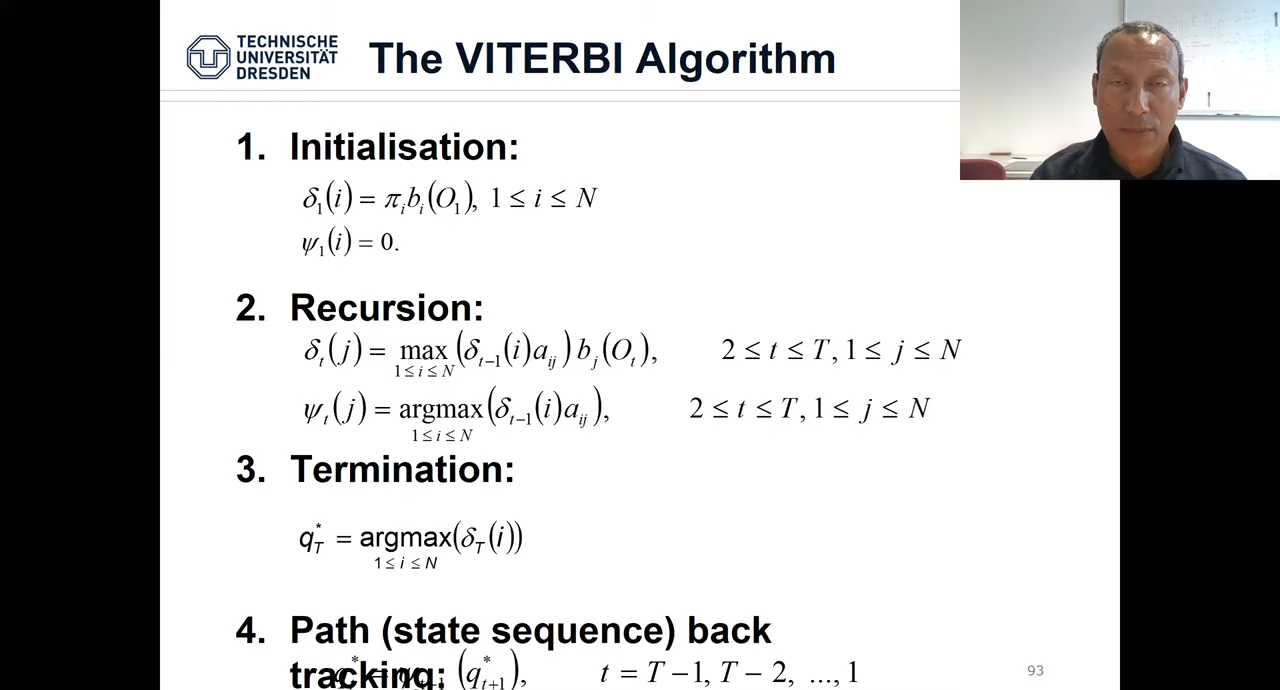 TECHNISCHE
UNIVERSITÄT
DRESDEN
The VITERBI Algorithm
1. Initialisation:
δ₁(i) = πᵢbᵢ(O₁), 1 ≤ i ≤ N
ψ₁(i) = 0.
2. Recursion:
δₜ(j) = max (δₜ₋₁(i)aᵢⱼ) bⱼ(Oₜ), 2 ≤ t ≤ T, 1 ≤ j ≤ N
1 ≤ i ≤ N
ψₜ(j) = argmax (δₜ₋₁(i)aᵢⱼ), 2 ≤ t ≤ T, 1 ≤ j ≤ N
1 ≤ i ≤ N
3. Termination:
q*_T = argmax(δ_T(i))
1 ≤ i ≤ N
4. Path (state sequence) back
tracking:
(q*ₜ₊₁), t = T −1, T − 2, ..., 1
93